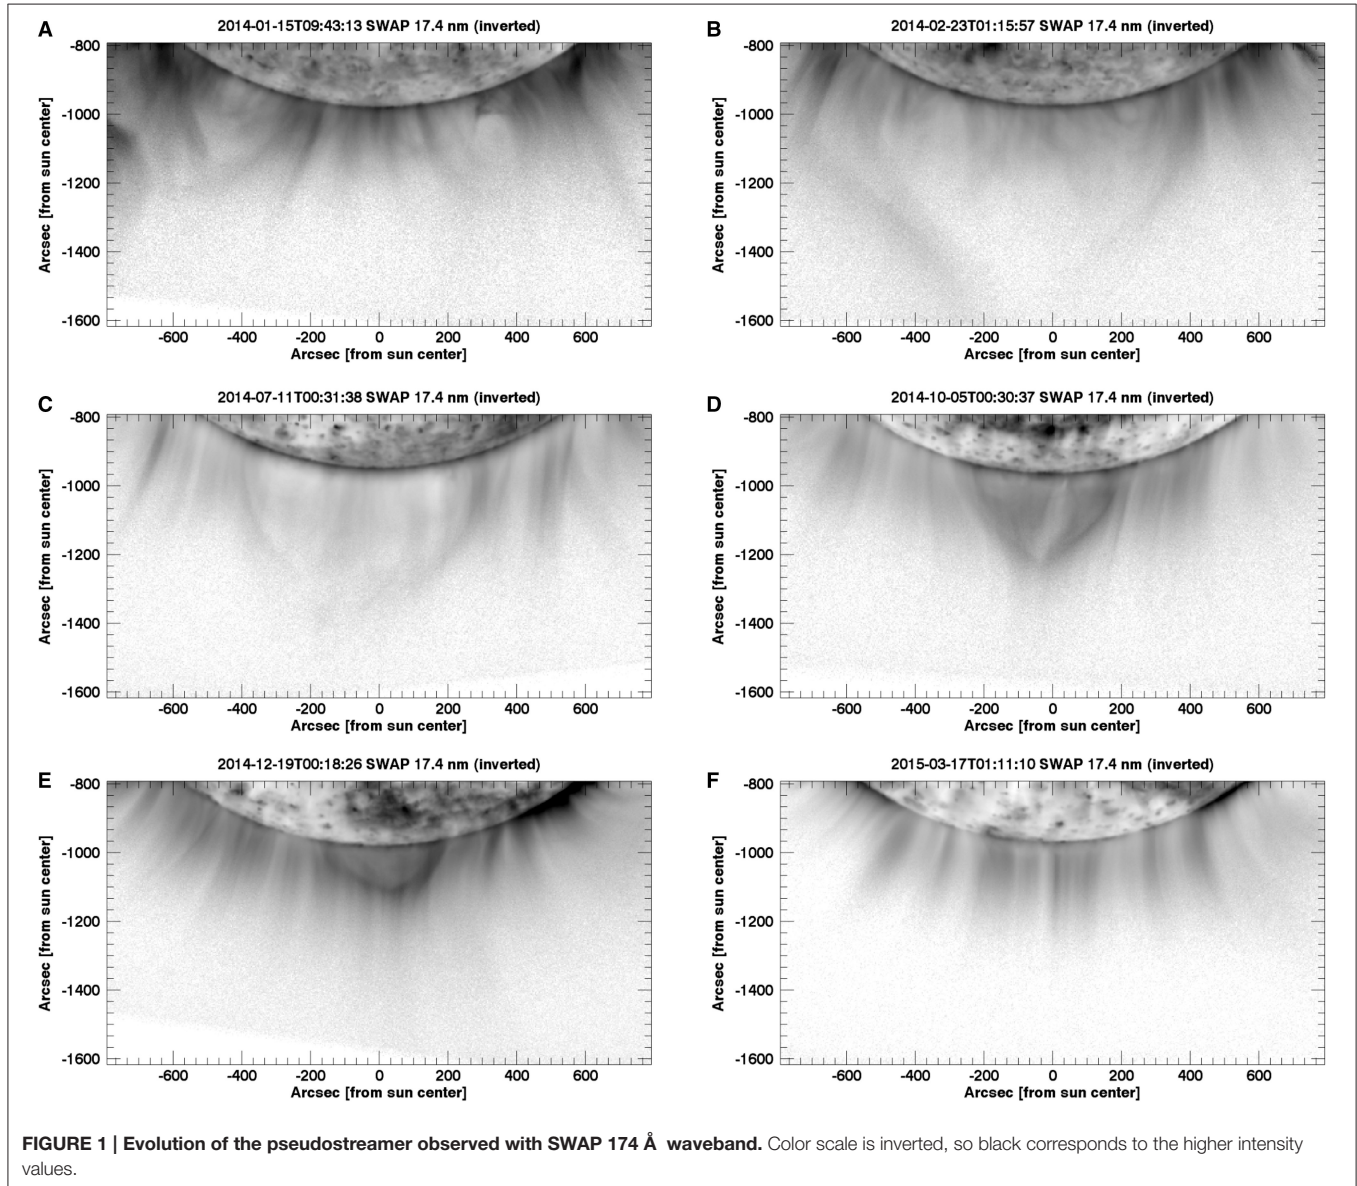 A
2014-01-15T09:43:13 SWAP 17.4 nm (inverted)
-800
-1000
-1200
-1400
-1600
Arcsec [from sun center]
-600 -400 -200 0 200 400 600
Arcsec [from sun center]
B
2014-02-23T01:15:57 SWAP 17.4 nm (inverted)
-800
-1000
-1200
-1400
-1600
Arcsec [from sun center]
-600 -400 -200 0 200 400 600
Arcsec [from sun center]
C
2014-07-11T00:31:38 SWAP 17.4 nm (inverted)
-800
-1000
-1200
-1400
-1600
Arcsec [from sun center]
-600 -400 -200 0 200 400 600
Arcsec [from sun center]
D
2014-10-05T00:30:37 SWAP 17.4 nm (inverted)
-800
-1000
-1200
-1400
-1600
Arcsec [from sun center]
-600 -400 -200 0 200 400 600
Arcsec [from sun center]
E
2014-12-19T00:18:26 SWAP 17.4 nm (inverted)
-800
-1000
-1200
-1400
-1600
Arcsec [from sun center]
-600 -400 -200 0 200 400 600
Arcsec [from sun center]
F
2015-03-17T01:11:10 SWAP 17.4 nm (inverted)
-800
-1000
-1200
-1400
-1600
Arcsec [from sun center]
-600 -400 -200 0 200 400 600
Arcsec [from sun center]
FIGURE 1 | Evolution of the pseudostreamer observed with SWAP 174 Å waveband. Color scale is inverted, so black corresponds to the higher intensity
values.